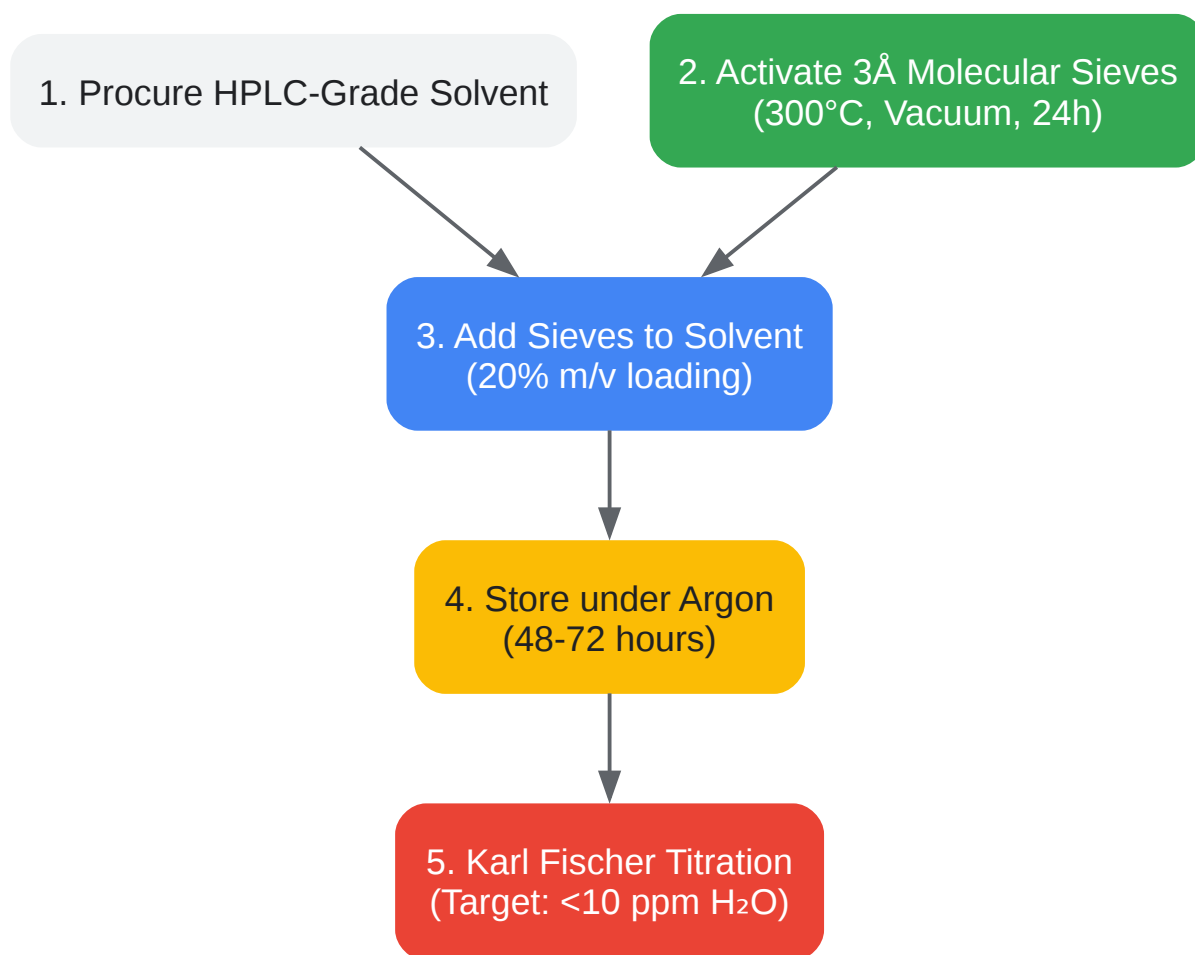 1. Procure HPLC-Grade Solvent
2. Activate 3Å Molecular Sieves
(300°C, Vacuum, 24h)
3. Add Sieves to Solvent
(20% m/v loading)
4. Store under Argon
(48-72 hours)
5. Karl Fischer Titration
(Target: <10 ppm H₂O)